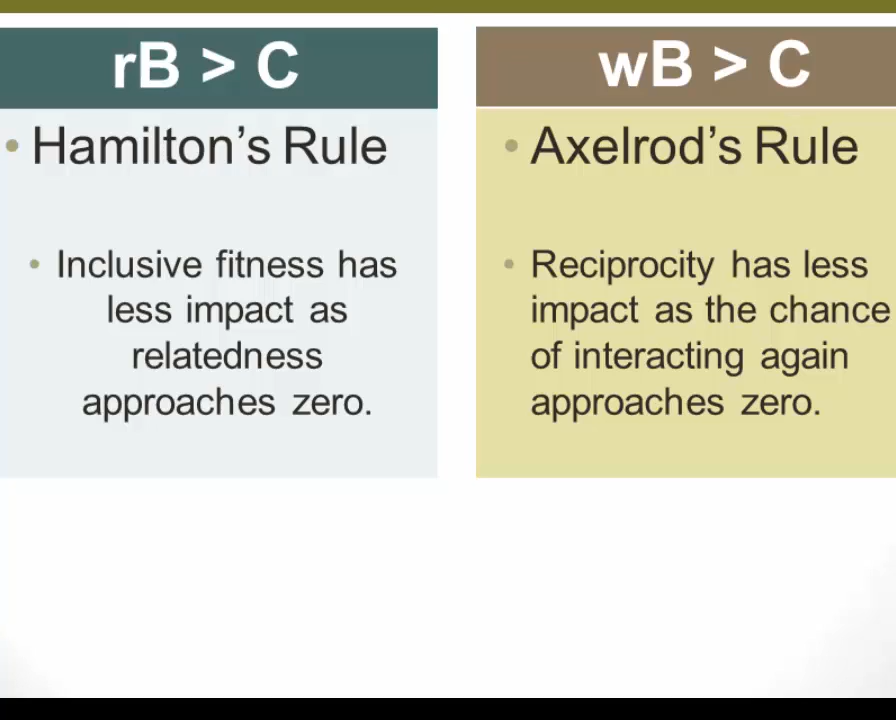 rB > C
• Hamilton's Rule
• Inclusive fitness has
less impact as
relatedness
approaches zero.
wB > C
• Axelrod's Rule
• Reciprocity has less
impact as the chance
of interacting again
approaches zero.